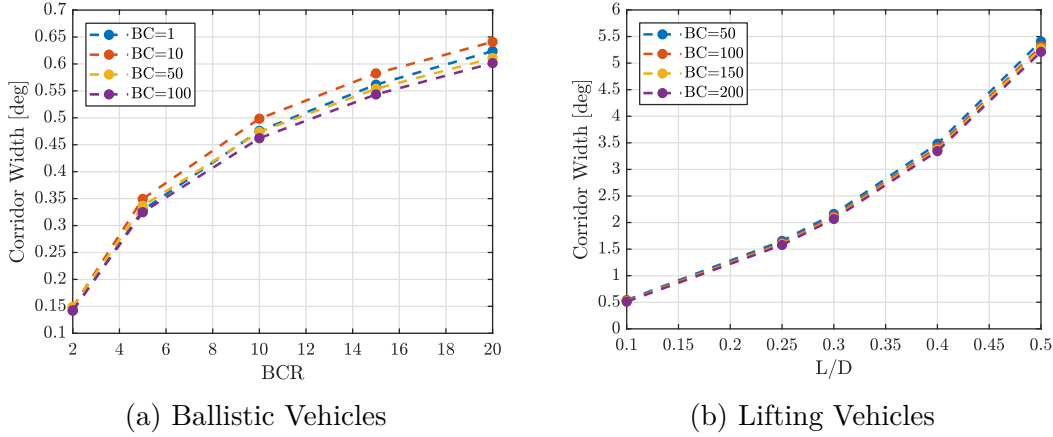 0.7
0.65
0.6
0.55
0.5
0.45
0.4
0.35
0.3
0.25
0.2
0.15
0.1
Corridor Width [deg]
BC=1
BC=10
BC=50
BC=100
2 4 6 8 10 12 14 16 18 20
BCR
(a) Ballistic Vehicles
6
5.5
5
4.5
4
3.5
3
2.5
2
1.5
1
0.5
0
Corridor Width [deg]
BC=50
BC=100
BC=150
BC=200
0.1 0.15 0.2 0.25 0.3 0.35 0.4 0.45 0.5
L/D
(b) Lifting Vehicles